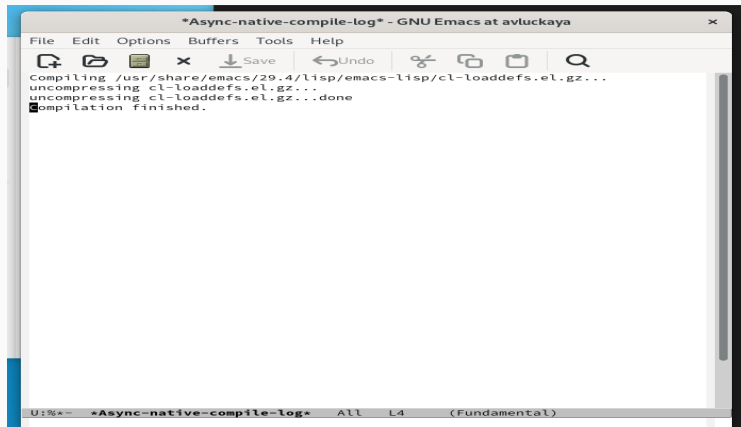 *Async-native-compile-log* - GNU Emacs at avluckaya
File Edit Options Buffers Tools Help
Save Undo
Compiling /usr/share/emacs/29.4/lisp/emacs-lisp/cl-loaddefs.el.gz...
uncompressing cl-loaddefs.el.gz...
uncompressing cl-loaddefs.el.gz...done
Compilation finished.
U:%*- *Async-native-compile-log* All L4 (Fundamental)